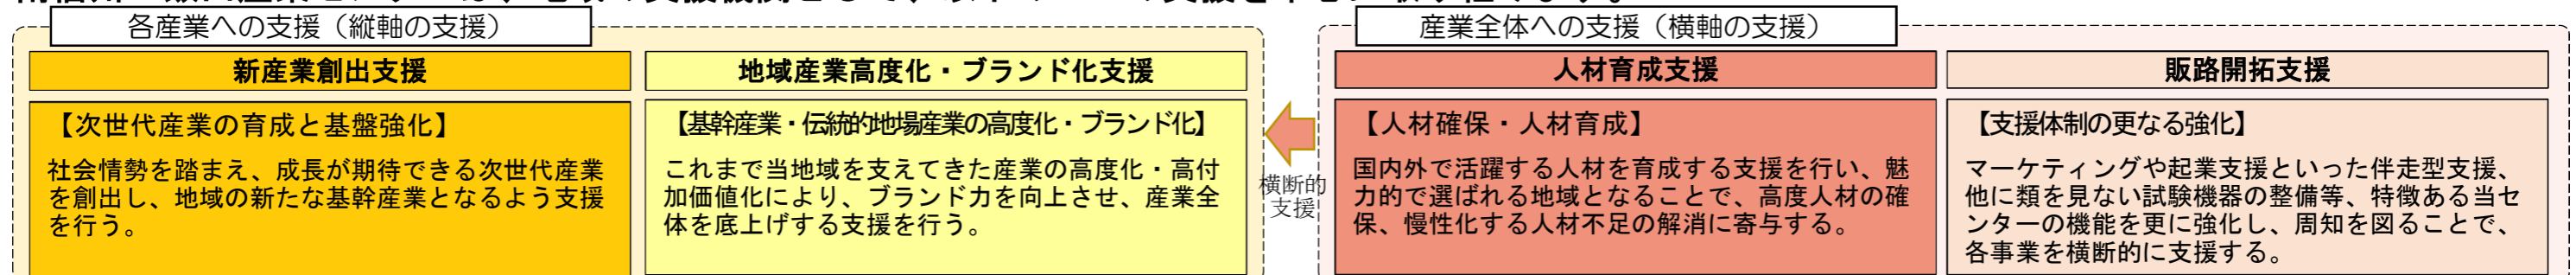 各産業への支援（縦軸の支援）
新産業創出支援
【次世代産業の育成と基盤強化】
社会情勢を踏まえ、成長が期待できる次世代産業
を創出し、地域の新たな基幹産業となるよう支援
を行う。
地域産業高度化・ブランド化支援
【基幹産業・伝統的地場産業の高度化・ブランド化】
これまで当地域を支えてきた産業の高度化・高付
加価値化により、ブランド力を向上させ、産業全
体を底上げする支援を行う。
横断的
支援
産業全体への支援（横軸の支援）
人材育成支援
【人材確保・人材育成】
国内外で活躍する人材を育成する支援を行い、魅
力的で選ばれる地域となることで、高度人材の確
保、慢性化する人材不足の解消に寄与する。
販路開拓支援
【支援体制の更なる強化】
マーケティングや起業支援といった伴走型支援、
他に類を見ない試験機器の整備等、特徴ある当セ
ンターの機能を更に強化し、周知を図ることで、
各事業を横断的に支援する。